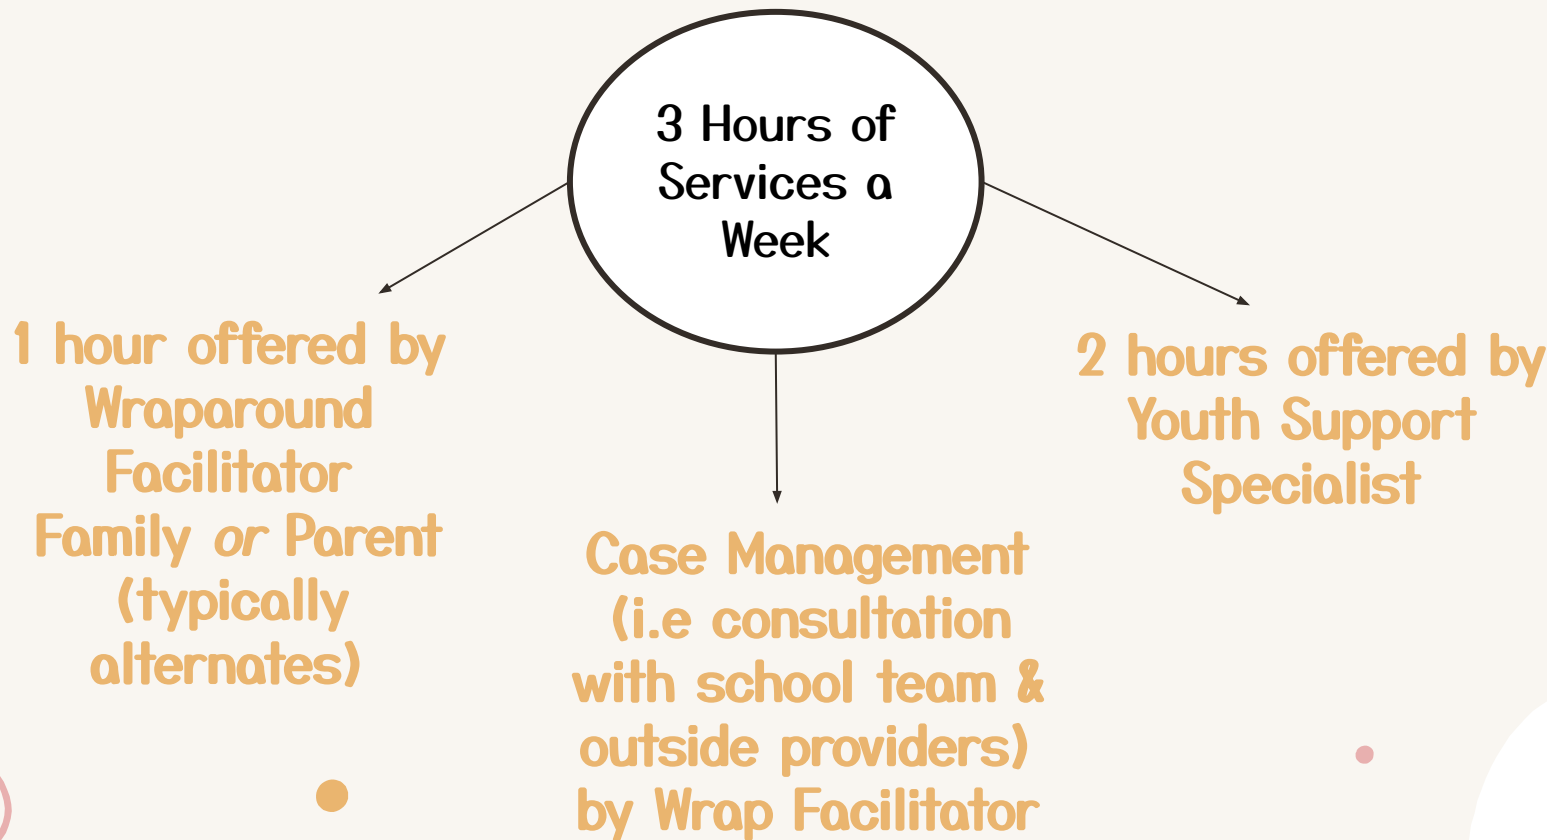 3 Hours of
Services a
Week
1 hour offered by
Wraparound
Facilitator
Family or Parent
(typically
alternates)
Case Management
(i.e consultation
with school team &
outside providers)
by Wrap Facilitator
2 hours offered by
Youth Support
Specialist